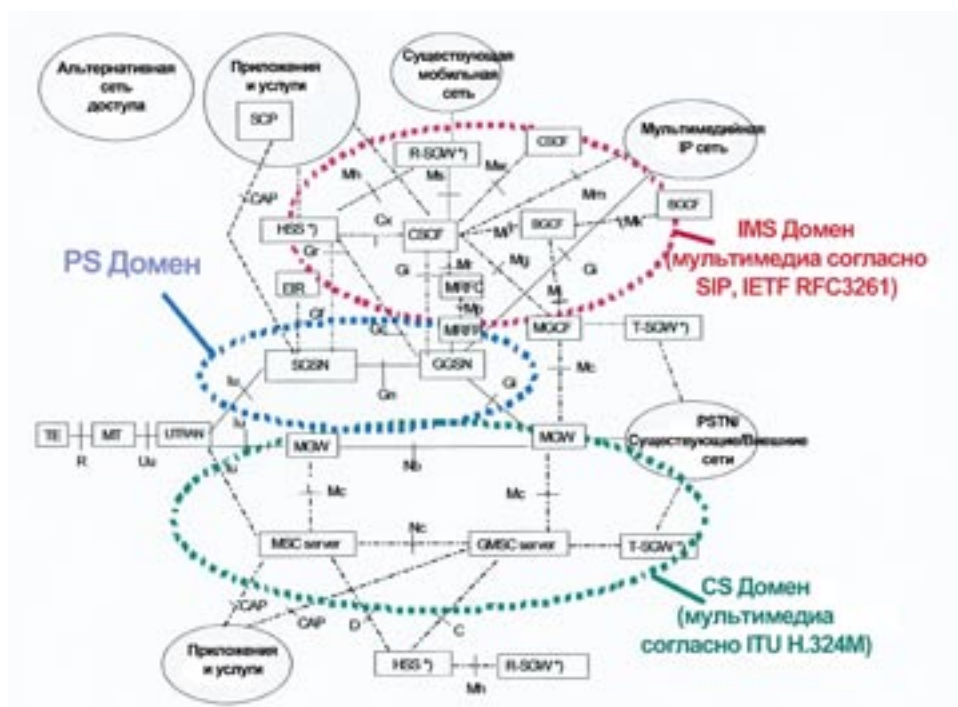 Альтернативная
сеть
доступа
Приложения
и услуги
SCP
Существующая
мобильная
сеть
Мультимедийная
IP сеть
R-SGW*)
CSCF
BGCF
Mh
Ms
Mw
Mm
CAP
HSS*)
Cx
CSCF
BGCF
Mk
IMS Домен
(мультимедиа согласно
SIP, IETF RFC3261)
PS Домен
Gr
Gi
Mr
Mg
Gi
Mj
EIR
MRFC
Gf
Gc
Mp
MRFP
MGCF
T-SGW*)
SGSN
GGSN
Gn
Gi
Mc
Iu
TE
MT
UTRAN
R
Uu
Iu
Iu
MGW
MGW
Nb
PSTN/
Существующие/Внешние
сети
Mc
Mc
MSC server
Nc
GMSC server
T-SGW*)
CAP
CAP
D
C
CS Домен
(мультимедиа
согласно ITU H.324M)
Приложения
и услуги
HSS*)
Mh
R-SGW*)